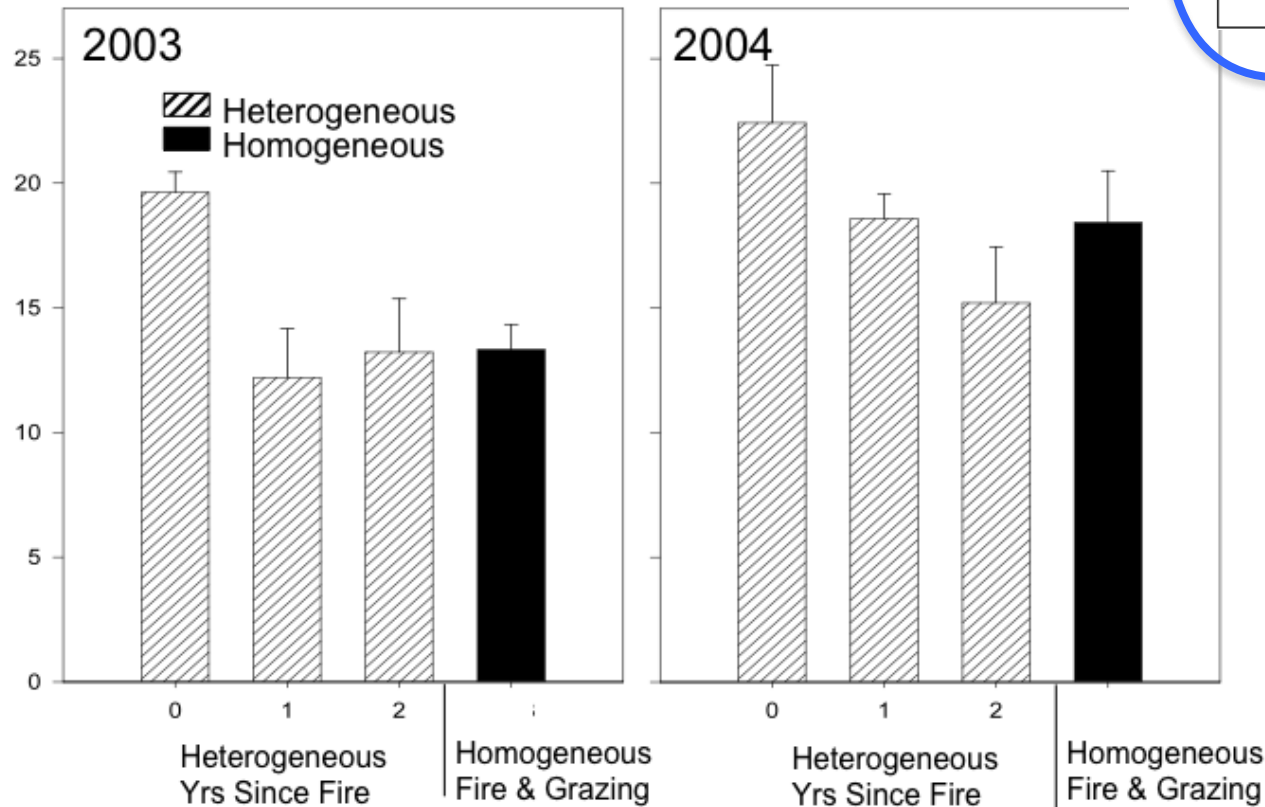 2003
2004
25
20
15
10
5
0
Heterogeneous
Homogeneous
0 1 2
Heterogeneous
Yrs Since Fire
Homogeneous
Fire & Grazing
0 1 2
Heterogeneous
Yrs Since Fire
Homogeneous
Fire & Grazing